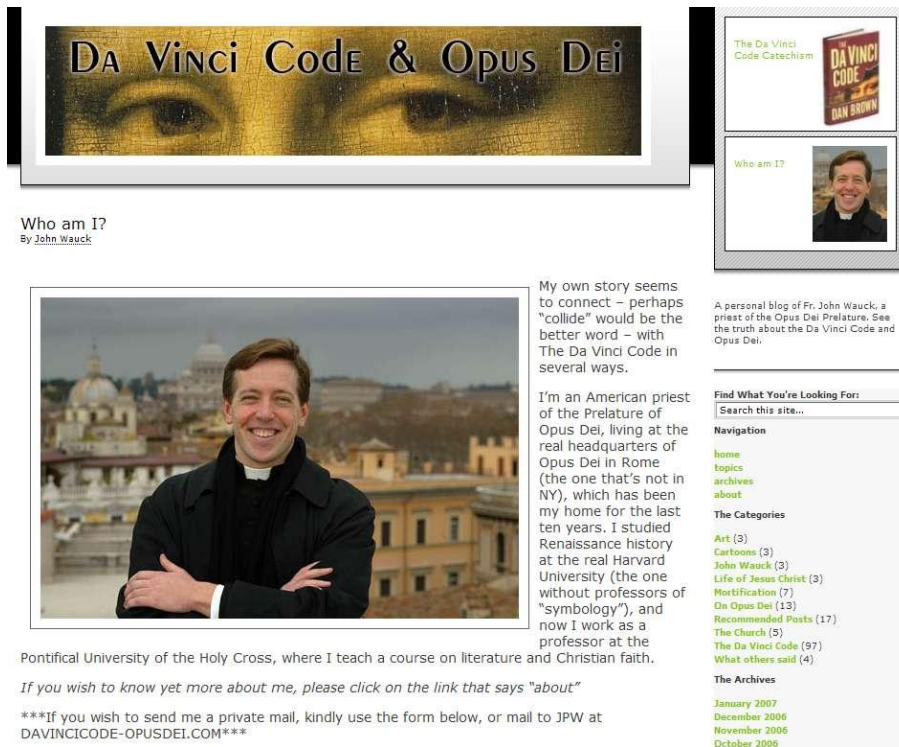 DA VINCI CODE & OPUS DEI
Who am I?
By John Wauck
My own story seems
to connect – perhaps
“collide” would be the
better word – with
The Da Vinci Code in
several ways.
I’m an American priest
of the Prelature of
Opus Dei, living at the
real headquarters of
Opus Dei in Rome
(the one that’s not in
NY), which has been
my home for the last
ten years. I studied
Renaissance history
at the real Harvard
University (the one
without professors of
“symbology”), and
now I work as a
professor at the
Pontifical University of the Holy Cross, where I teach a course on literature and Christian faith.
If you wish to know yet more about me, please click on the link that says “about”
***If you wish to send me a private mail, kindly use the form below, or mail to JPW at
DAVINCICODE-OPUSDEI.COM***
The Da Vinci
Code Catechism
THE
DA VINCI
CODE
DAN BROWN
Who am I?
A personal blog of Fr. John Wauck, a
priest of the Opus Dei Prelature. See
the truth about the Da Vinci Code and
Opus Dei.
Find What You're Looking For:
Search this site...
Navigation
home
topics
archives
about
The Categories
Art (3)
Cartoons (3)
John Wauck (3)
Life of Jesus Christ (3)
Mortification (7)
On Opus Dei (13)
Recommended Posts (17)
The Church (5)
The Da Vinci Code (97)
What others said (4)
The Archives
January 2007
December 2006
November 2006
October 2006